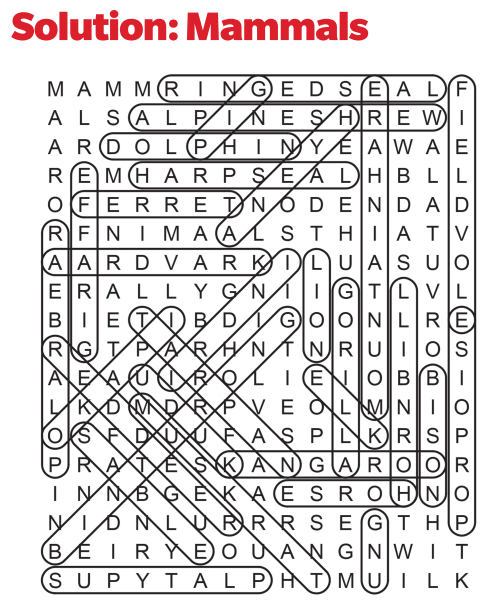 Solution: Mammals
M A M M R I N G E D S E A L F
A L S A L P I N E S H R E W I
A R D O L P H I N Y E A W A E
R E M H A R P S E A L H B L L
O F E R R E T N O D E N D A D
R F N I M A A L S T H I A T V
A A R D V A R K I L U A S U O
E R A L L Y G N I I G T L V L
B I E T I B D I G O O N L R E
R G T P A R H N T N R U I O S
A E A U I R O L I E I O B B I
L K D M D R P V E O L M N I O
O S F D U U F A S P L K R S P
P R A T E S K A N G A R O O R
I N N B G E K A E S R O H N O
N I D N L U R R R S E G T H P
B E I R Y E O U A N G N W I T
S U P Y T A L P H T M U I L K